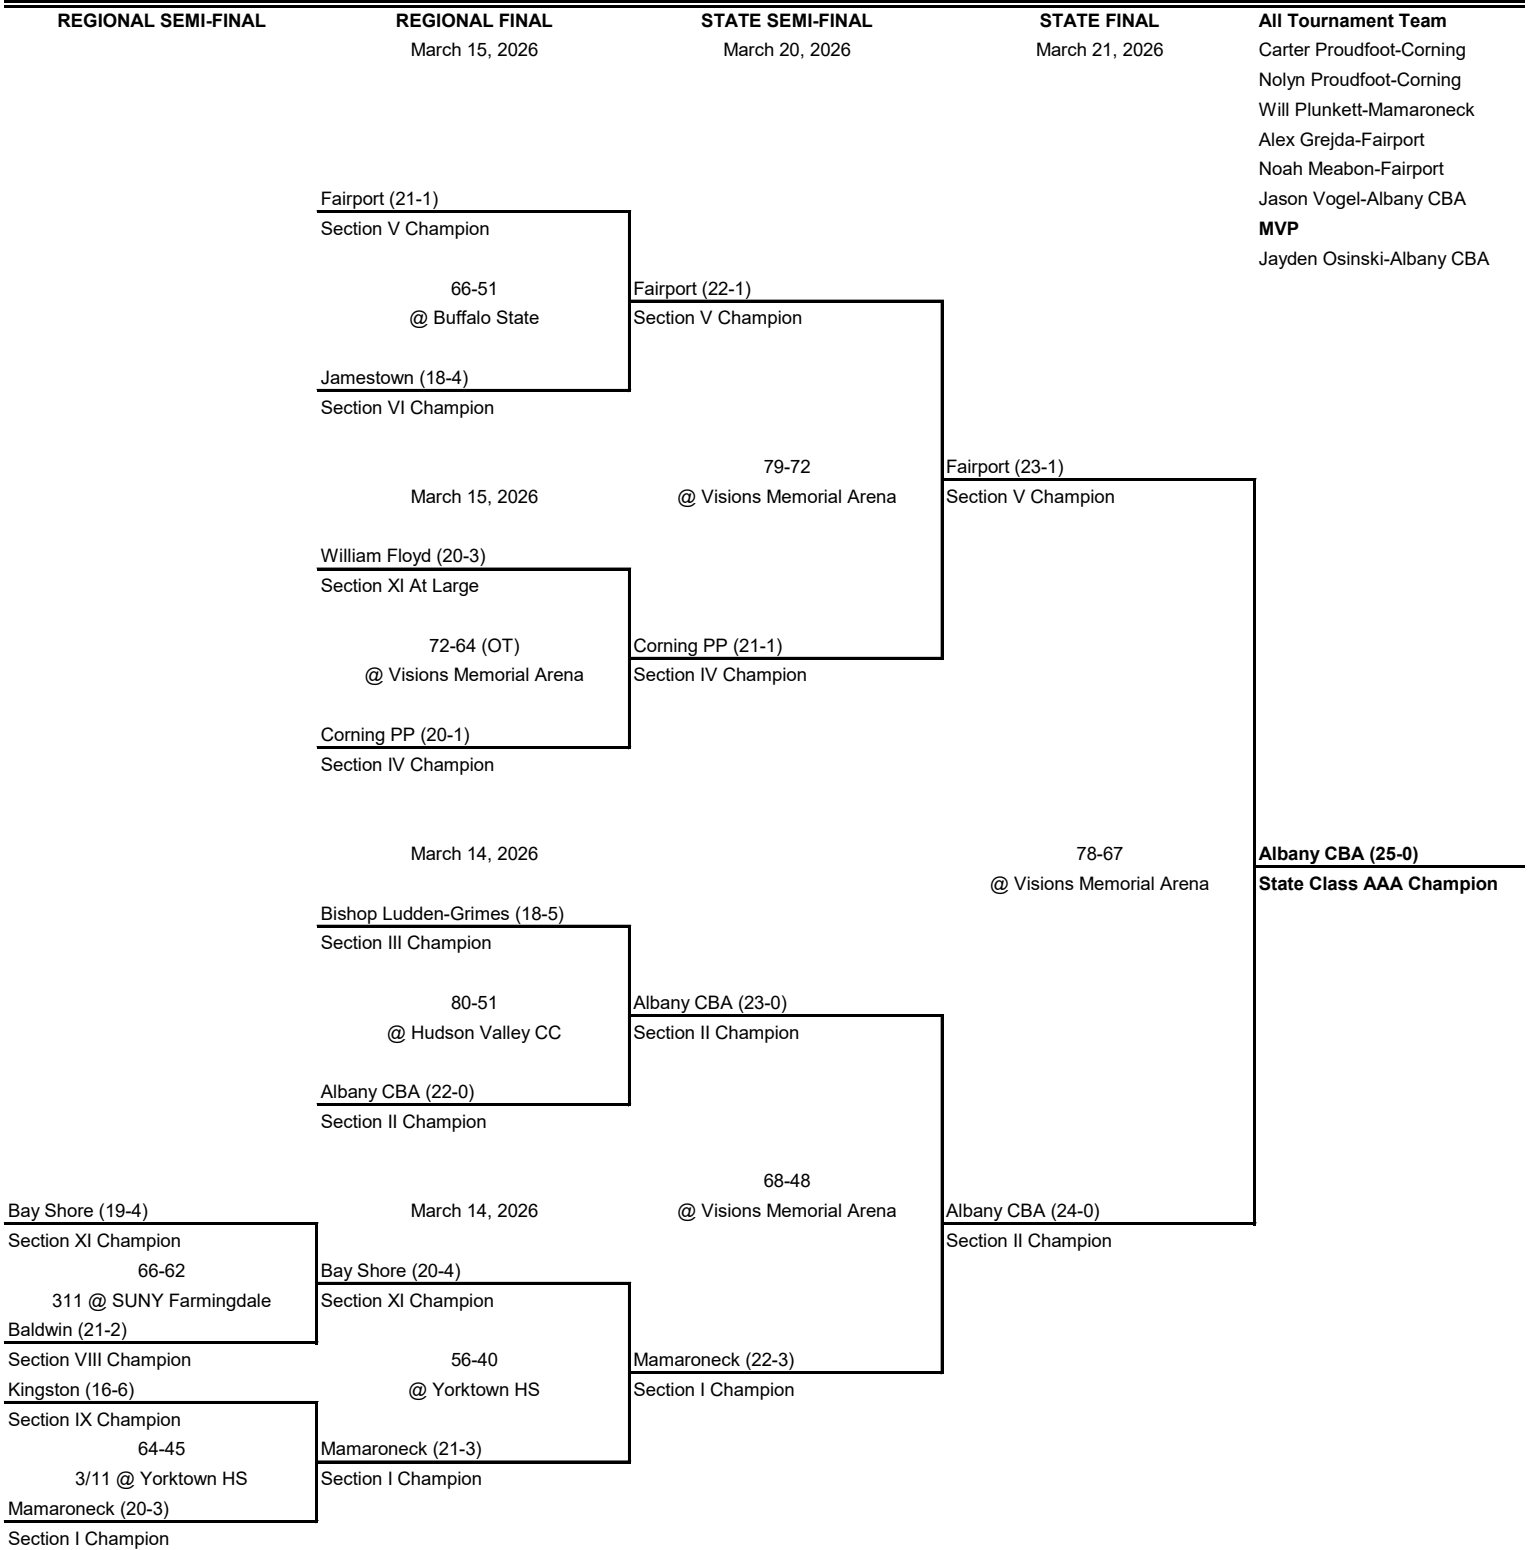 REGIONAL SEMI-FINAL
REGIONAL FINAL
STATE SEMI-FINAL
STATE FINAL
All Tournament Team
March 15, 2026
March 20, 2026
March 21, 2026
Carter Proudfoot-Corning
Nolyn Proudfoot-Corning
Will Plunkett-Mamaroneck
Alex Grejda-Fairport
Noah Meabon-Fairport
Jason Vogel-Albany CBA
MVP
Jayden Osinski-Albany CBA
Fairport (21-1)
Section V Champion
66-51
@ Buffalo State
Jamestown (18-4)
Section VI Champion
Fairport (22-1)
Section V Champion
March 15, 2026
William Floyd (20-3)
Section XI At Large
72-64 (OT)
@ Visions Memorial Arena
Corning PP (20-1)
Section IV Champion
Corning PP (21-1)
Section IV Champion
79-72
@ Visions Memorial Arena
Fairport (23-1)
Section V Champion
March 14, 2026
Bishop Ludden-Grimes (18-5)
Section III Champion
80-51
@ Hudson Valley CC
Albany CBA (22-0)
Section II Champion
Albany CBA (23-0)
Section II Champion
78-67
@ Visions Memorial Arena
Albany CBA (25-0)
State Class AAA Champion
Bay Shore (19-4)
Section XI Champion
66-62
311 @ SUNY Farmingdale
Baldwin (21-2)
Section VIII Champion
Kingston (16-6)
Section IX Champion
64-45
3/11 @ Yorktown HS
Mamaroneck (20-3)
Section I Champion
March 14, 2026
Bay Shore (20-4)
Section XI Champion
56-40
@ Yorktown HS
Mamaroneck (21-3)
Section I Champion
68-48
@ Visions Memorial Arena
Mamaroneck (22-3)
Section I Champion
Albany CBA (24-0)
Section II Champion